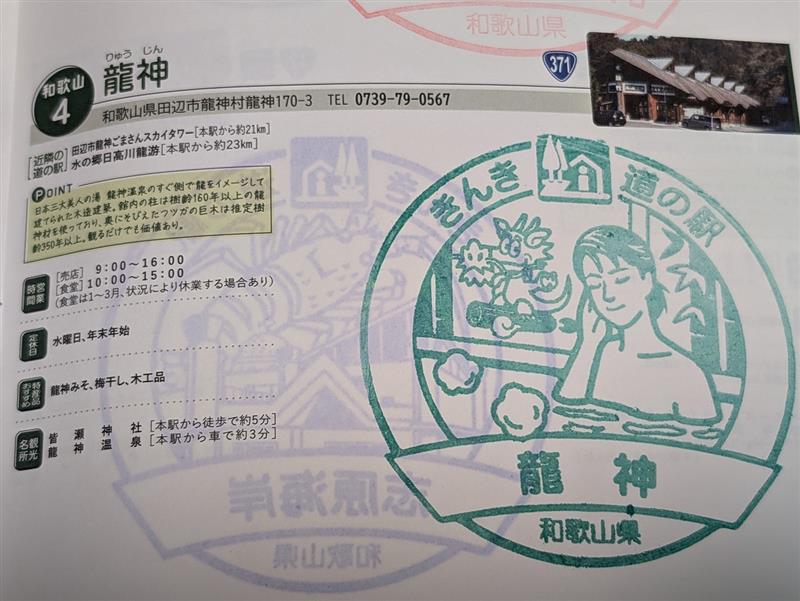 和歌山県
りゅう じん
龍神
和歌山
4
371
和歌山県田辺市龍神村龍神170-3 TEL 0739-79-0567
[近隣の道の駅] 田辺市龍神ごまさんスカイタワー[本駅から約21km]
水の郷日高川龍游[本駅から約23km]
POINT
日本三大美人の湯 龍神温泉のすぐ側で龍をイメージして
建てられた木造建築。館内の柱は樹齢160年以上の龍
神材を使っており、奥にそびえたつツガの巨木は推定樹
齢350年以上。観るだけでも価値あり。
営業時間
[売店] 9:00〜16:00
[食堂] 10:00〜15:00
(食堂は1〜3月、状況により休業する場合あり)
定休日
水曜日、年末年始
特産品おすすめ
龍神みそ、梅干し、木工品
観光名所
皆瀬神社[本駅から徒歩で約5分]
龍神温泉[本駅から車で約3分]
きんき 道の駅
龍神
和歌山県
きんき
志原海岸
和歌山県